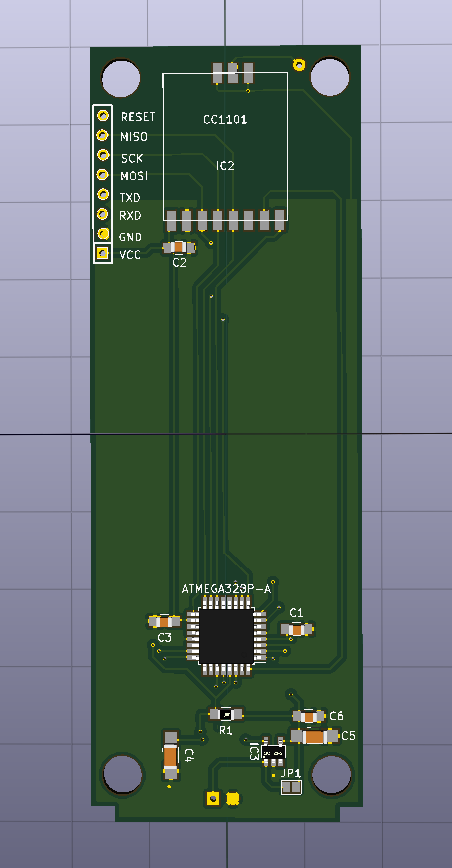 RESET
CC1101
MISO
SCK
IC2
MOSI
TXD
RXD
GND
VCC
C2
ATMEGA328P-A
C1
C3
C6
R1
C5
IC3
C4
JP1